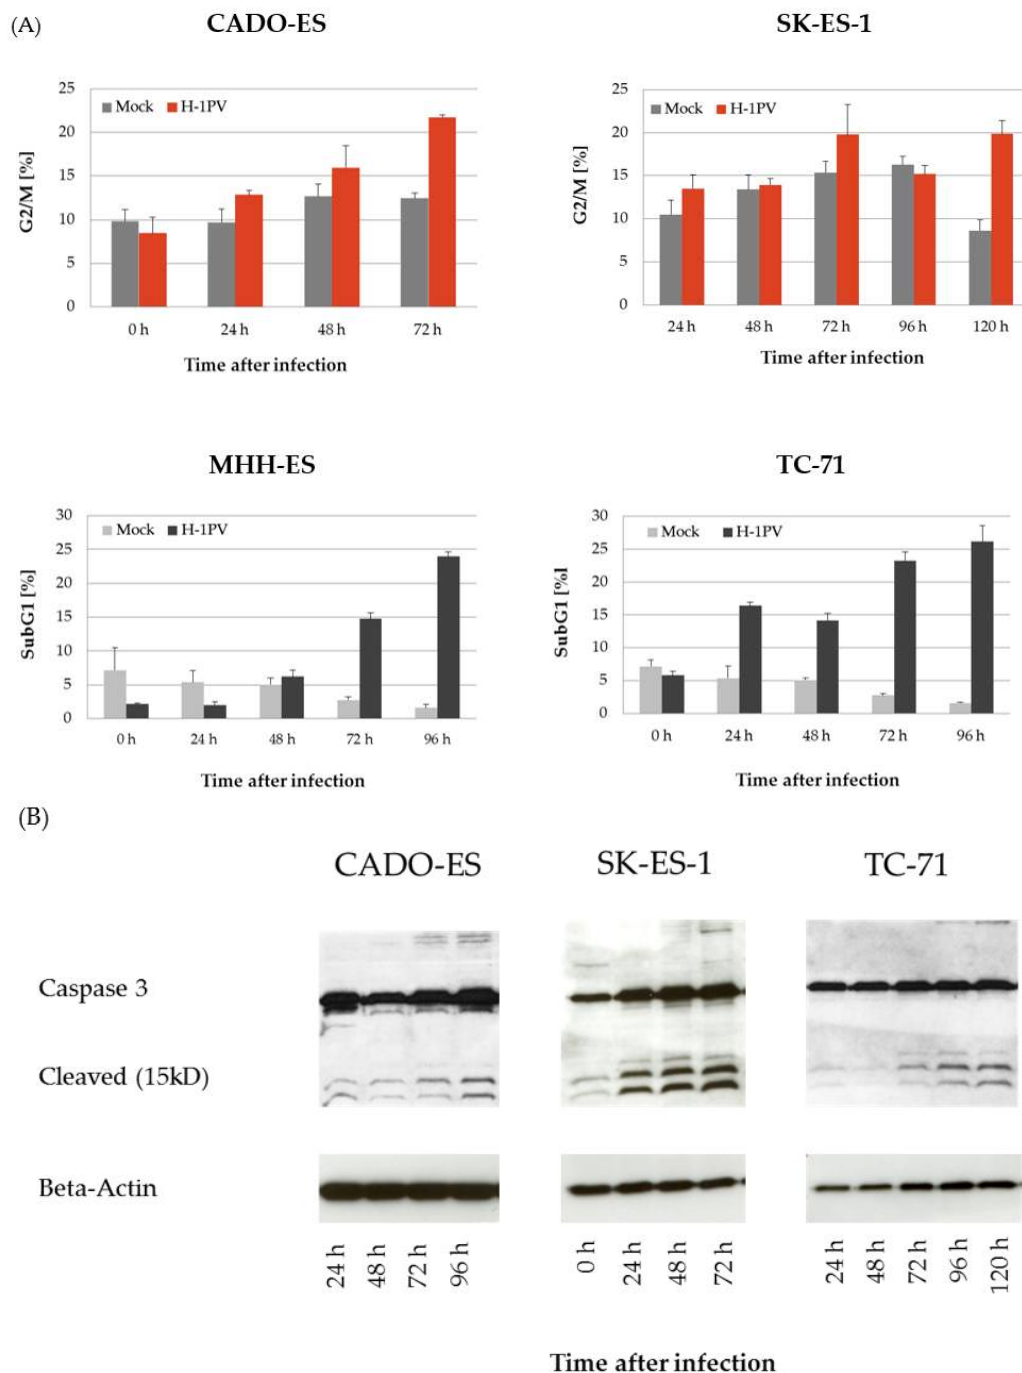 (A)
CADO-ES
SK-ES-1
25
20
15
10
5
0
G2/M [%]
Mock H-1PV
0 h 24 h 48 h 72 h
Time after infection
25
20
15
10
5
0
G2/M [%]
Mock H-1PV
24 h 48 h 72 h 96 h 120 h
Time after infection
MHH-ES
TC-71
30
25
20
15
10
5
0
SubG1 [%]
Mock H-1PV
0 h 24 h 48 h 72 h 96 h
Time after infection
30
25
20
15
10
5
0
SubG1 [%]
Mock H-1PV
0 h 24 h 48 h 72 h 96 h
Time after infection
(B)
CADO-ES SK-ES-1 TC-71
Caspase 3
Cleaved (15kD)
Beta-Actin
24 h 48 h 72 h 96 h
0 h 24 h 48 h 72 h
24 h 48 h 72 h 96 h 120 h
Time after infection